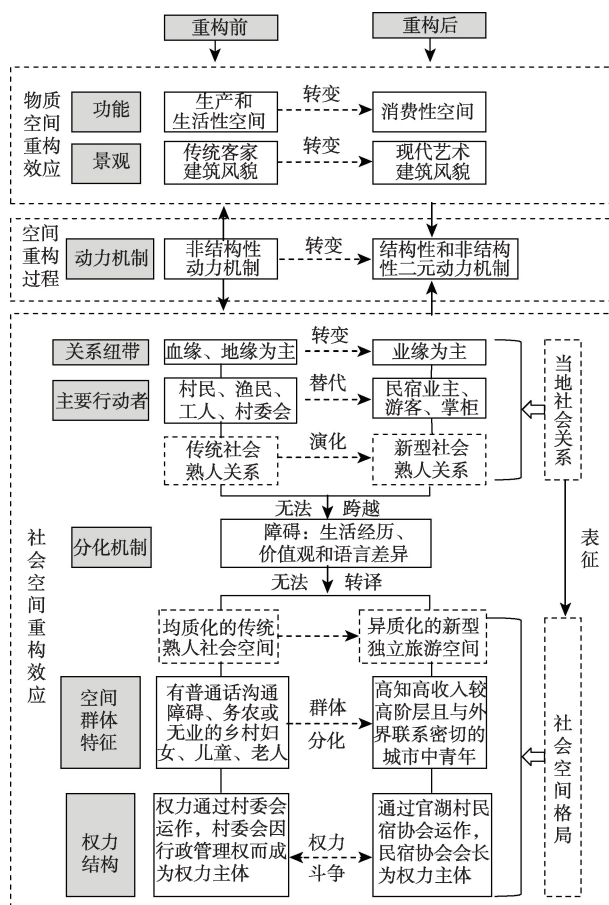 重构前
重构后
物质
空间
重构
效应
功能
生产和
生活性空间
转变
消费性空间
景观
传统客家
建筑风貌
转变
现代艺术
建筑风貌
空间
重构
过程
动力机制
非结构性
动力机制
转变
结构性和非结构
性二元动力机制
社会空间重构效应
关系纽带
血缘、地缘为主
转变
业缘为主
主要行动者
村民、渔民、
工人、村委会
替代
民宿业主、
游客、掌柜
传统社会
熟人关系
演化
新型社会
熟人关系
当地社会关系
无法 跨越
分化机制
障碍：生活经历、
价值观和语言差异
无法 转译
表征
均质化的传统
熟人社会空间
异质化的新型
独立旅游空间
空间
群体
特征
有普通话沟通
障碍、务农或
无业的乡村妇
女、儿童、老人
群体
分化
高知高收入较
高阶层且与外
界联系密切的
城市中青年
社会空间格局
权力
结构
权力通过村委会
运作，村委会因
行政管理权而成
为权力主体
权力
斗争
通过官湖村民
宿协会运作，
民宿协会会长
为权力主体